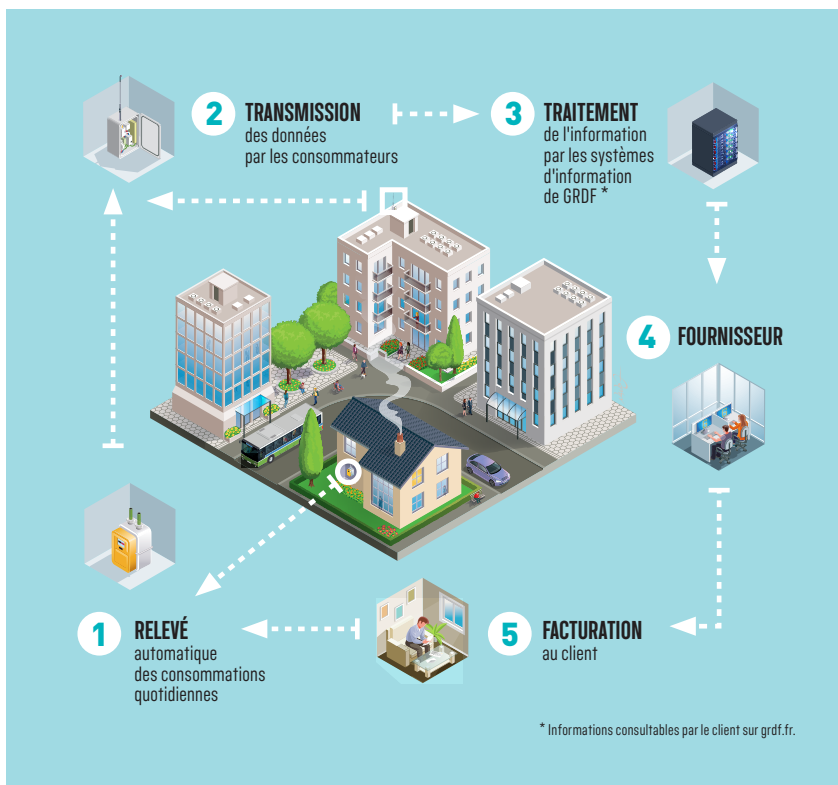 2 TRANSMISSION
des données
par les consommateurs
3 TRAITEMENT
de l'information
par les systèmes
d'information
de GRDF *
4 FOURNISSEUR
1 RELEVÉ
automatique
des consommations
quotidiennes
5 FACTURATION
au client
* Informations consultables par le client sur grdf.fr.